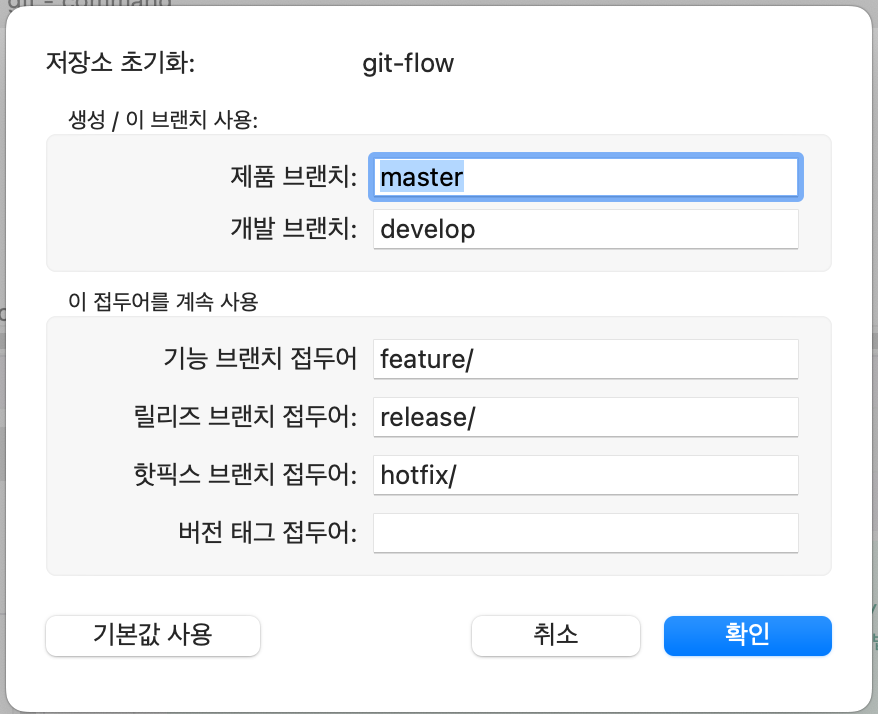 git - command
저장소 초기화: git-flow
생성 / 이 브랜치 사용:
제품 브랜치: master
개발 브랜치: develop
이 접두어를 계속 사용
기능 브랜치 접두어 feature/
릴리즈 브랜치 접두어: release/
핫픽스 브랜치 접두어: hotfix/
버전 태그 접두어:
기본값 사용 취소 확인